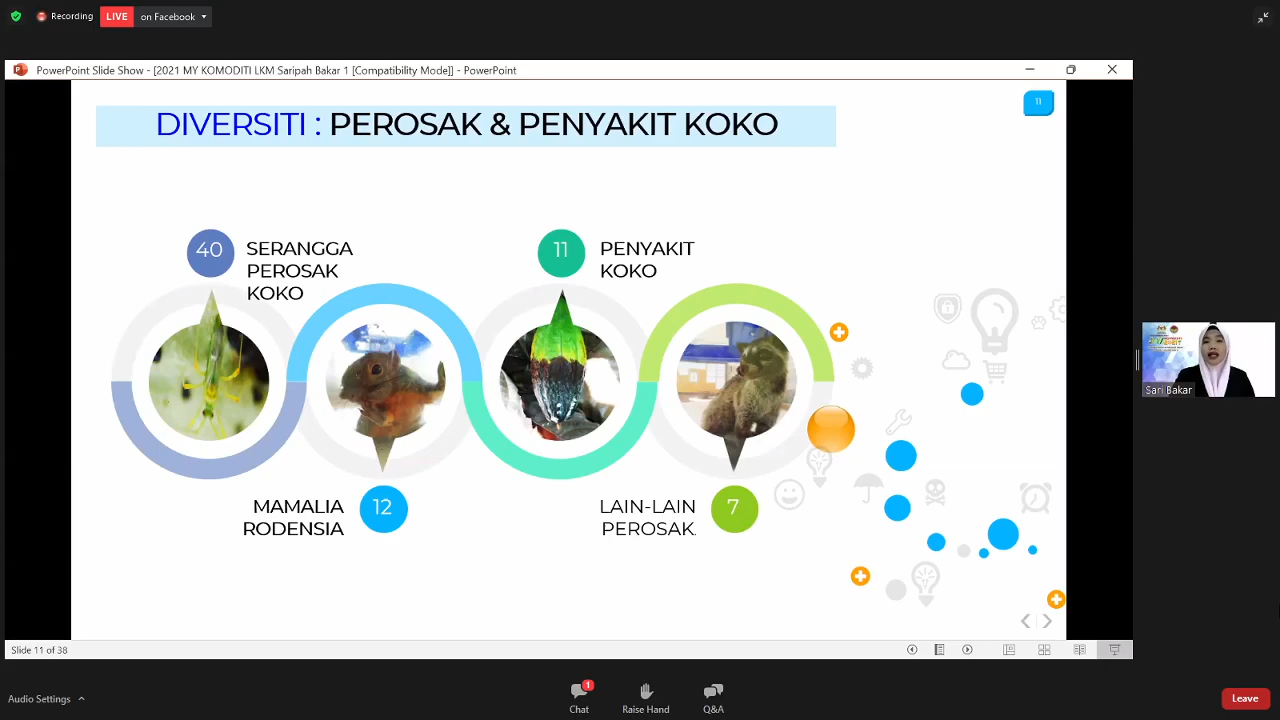 Recording
LIVE
on Facebook
PowerPoint Slide Show - [2021 MY KOMODITI LKM Saripah Bakar 1 [Compatibility Mode]] - PowerPoint
11
DIVERSITI : PEROSAK & PENYAKIT KOKO
40
SERANGGA
PEROSAK
KOKO
11
PENYAKIT
KOKO
MAMALIA
RODENSIA
12
LAIN-LAIN
PEROSAK.
7
Sari Bakar
Slide 11 of 38
Audio Settings
1
Chat
Raise Hand
Q&A
Leave